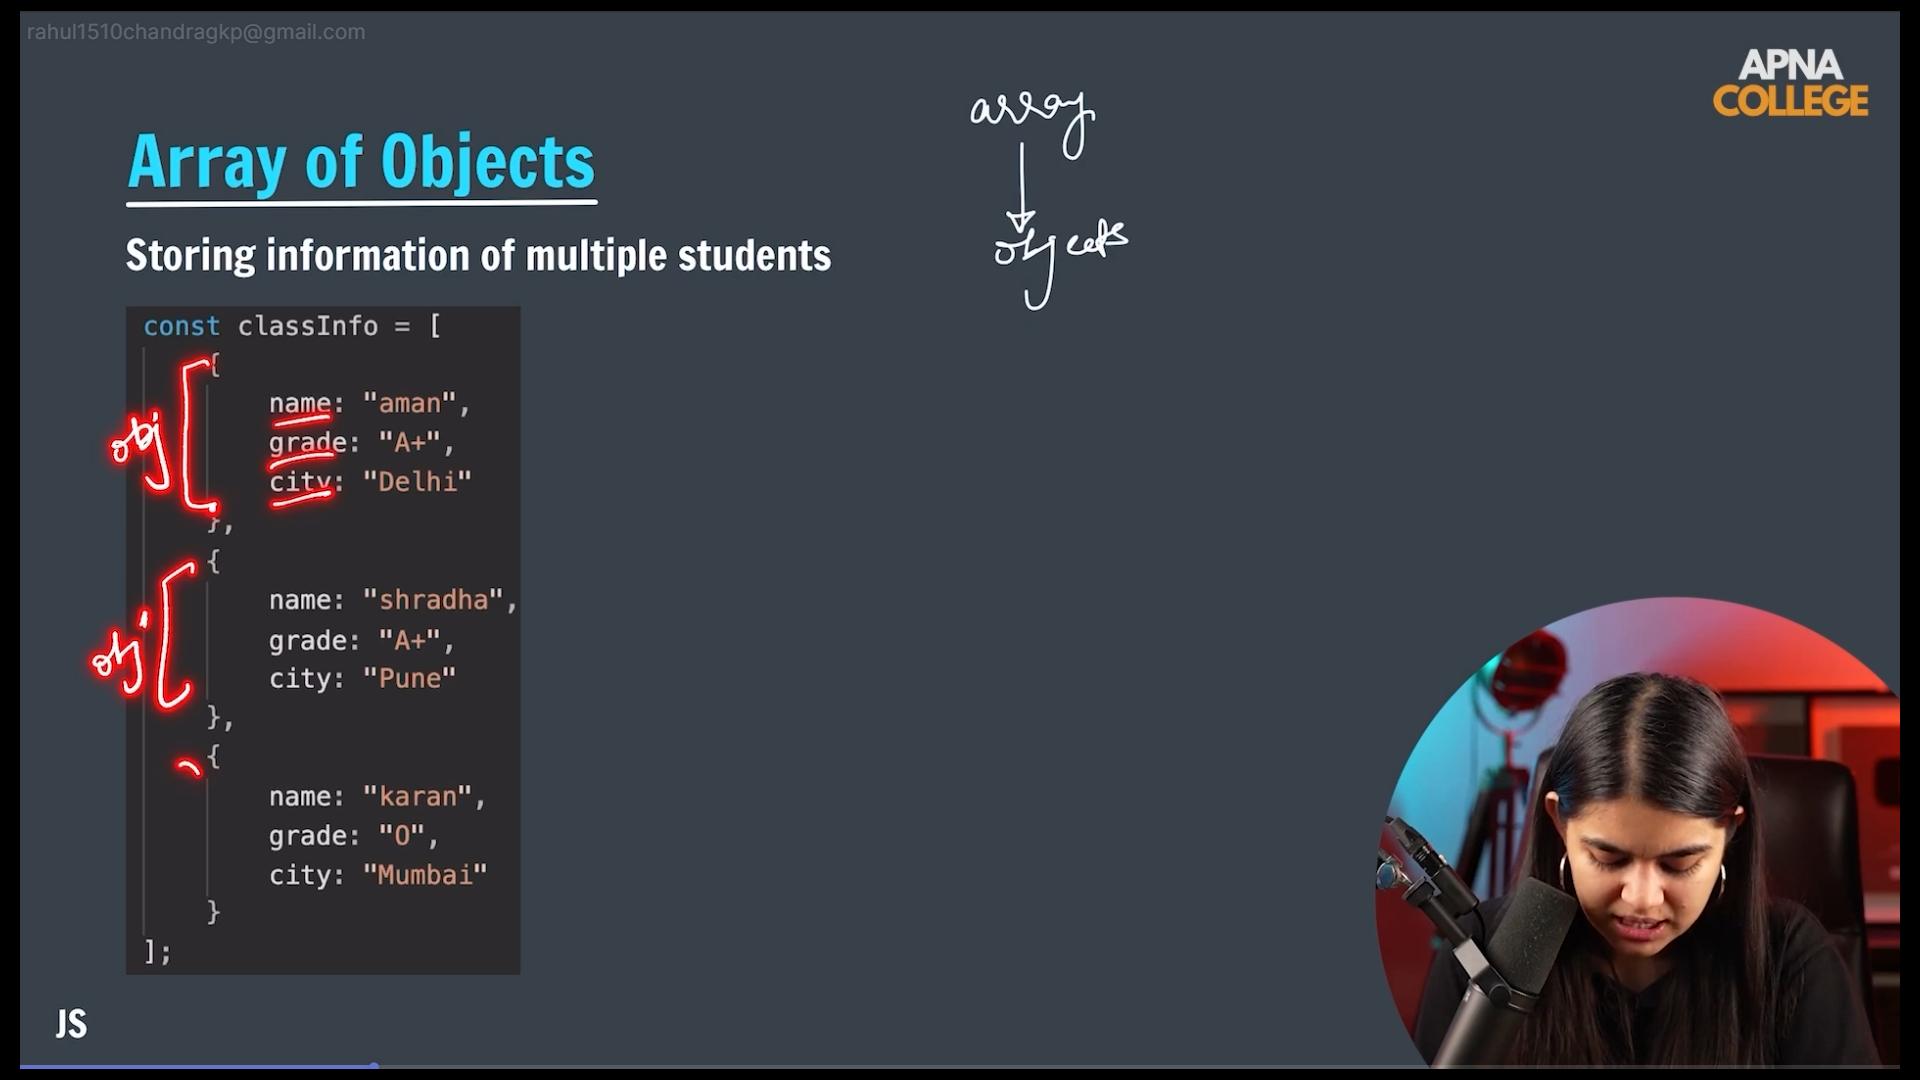 rahul1510chandragkp@gmail.com
APNA
COLLEGE
array
objects
Array of Objects
Storing information of multiple students
const classInfo = [
{
name: "aman",
grade: "A+",
city: "Delhi"
},
obj
{
name: "shradha",
grade: "A+",
city: "Pune"
},
obj
{
name: "karan",
grade: "O",
city: "Mumbai"
}
];
JS